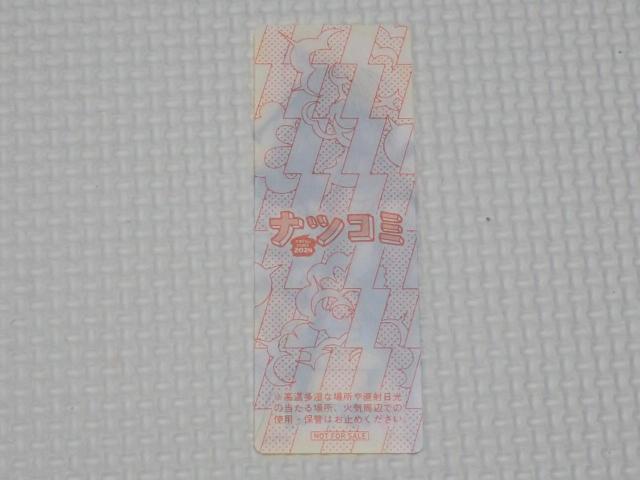 ナツコミ
2024
※高温多湿な場所や直射日光
の当たる場所、火気周辺での
使用・保管はお止めください。
NOT FOR SALE